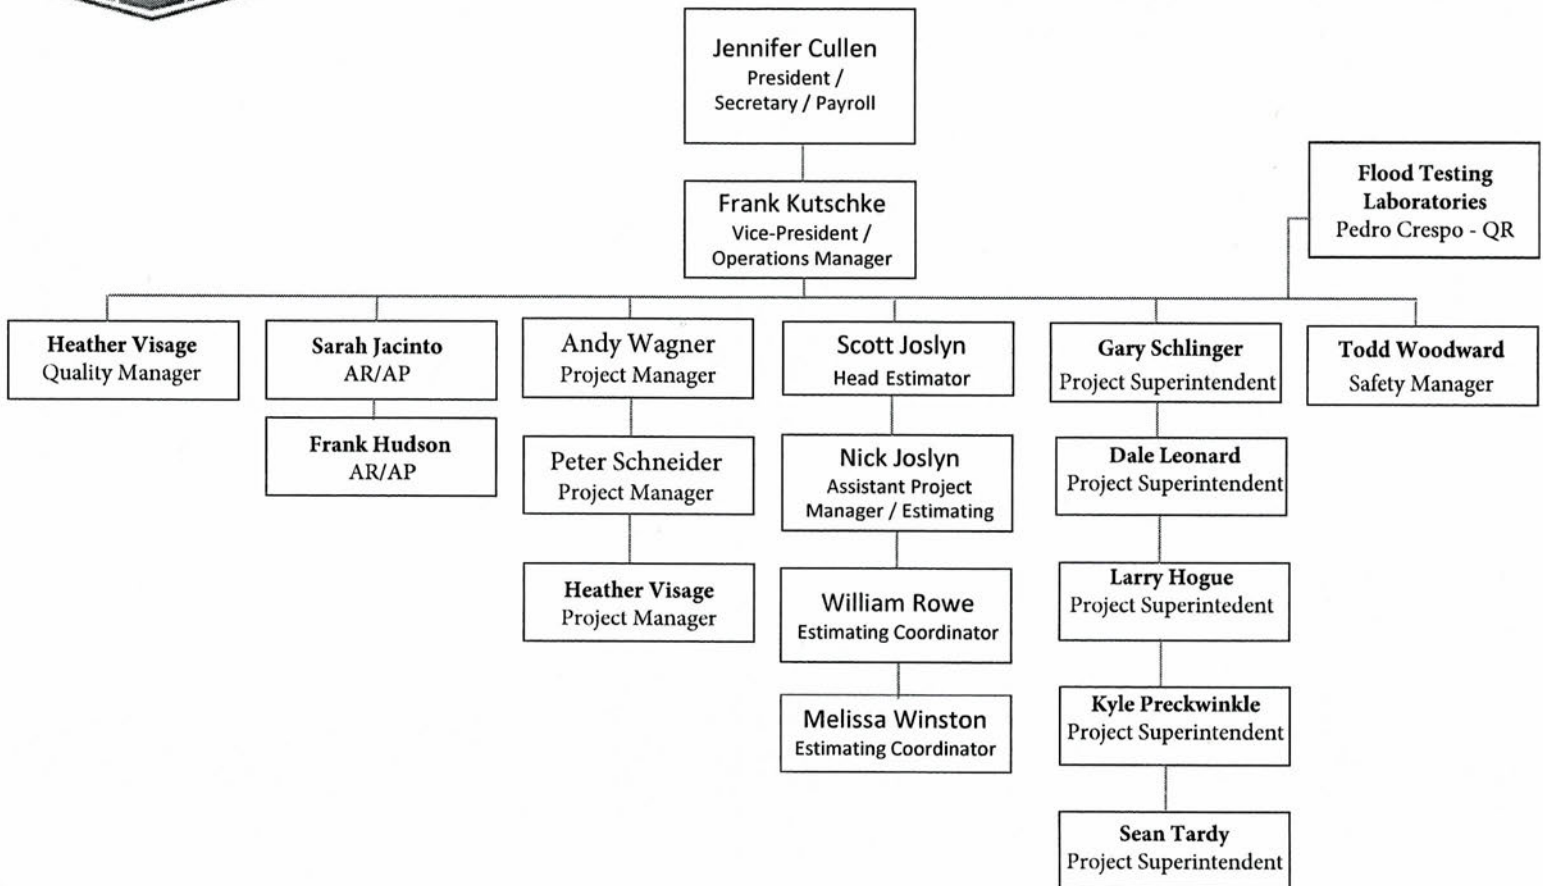 Jennifer Cullen
President /
Secretary / Payroll
Frank Kutschke
Vice-President /
Operations Manager
Flood Testing
Laboratories
Pedro Crespo - QR
Heather Visage
Quality Manager
Sarah Jacinto
AR/AP
Frank Hudson
AR/AP
Andy Wagner
Project Manager
Peter Schneider
Project Manager
Heather Visage
Project Manager
Scott Joslyn
Head Estimator
Nick Joslyn
Assistant Project
Manager / Estimating
William Rowe
Estimating Coordinator
Melissa Winston
Estimating Coordinator
Gary Schlinger
Project Superintendent
Dale Leonard
Project Superintendent
Larry Hogue
Project Superintedent
Kyle Preckwinkle
Project Superintendent
Sean Tardy
Project Superintendent
Todd Woodward
Safety Manager